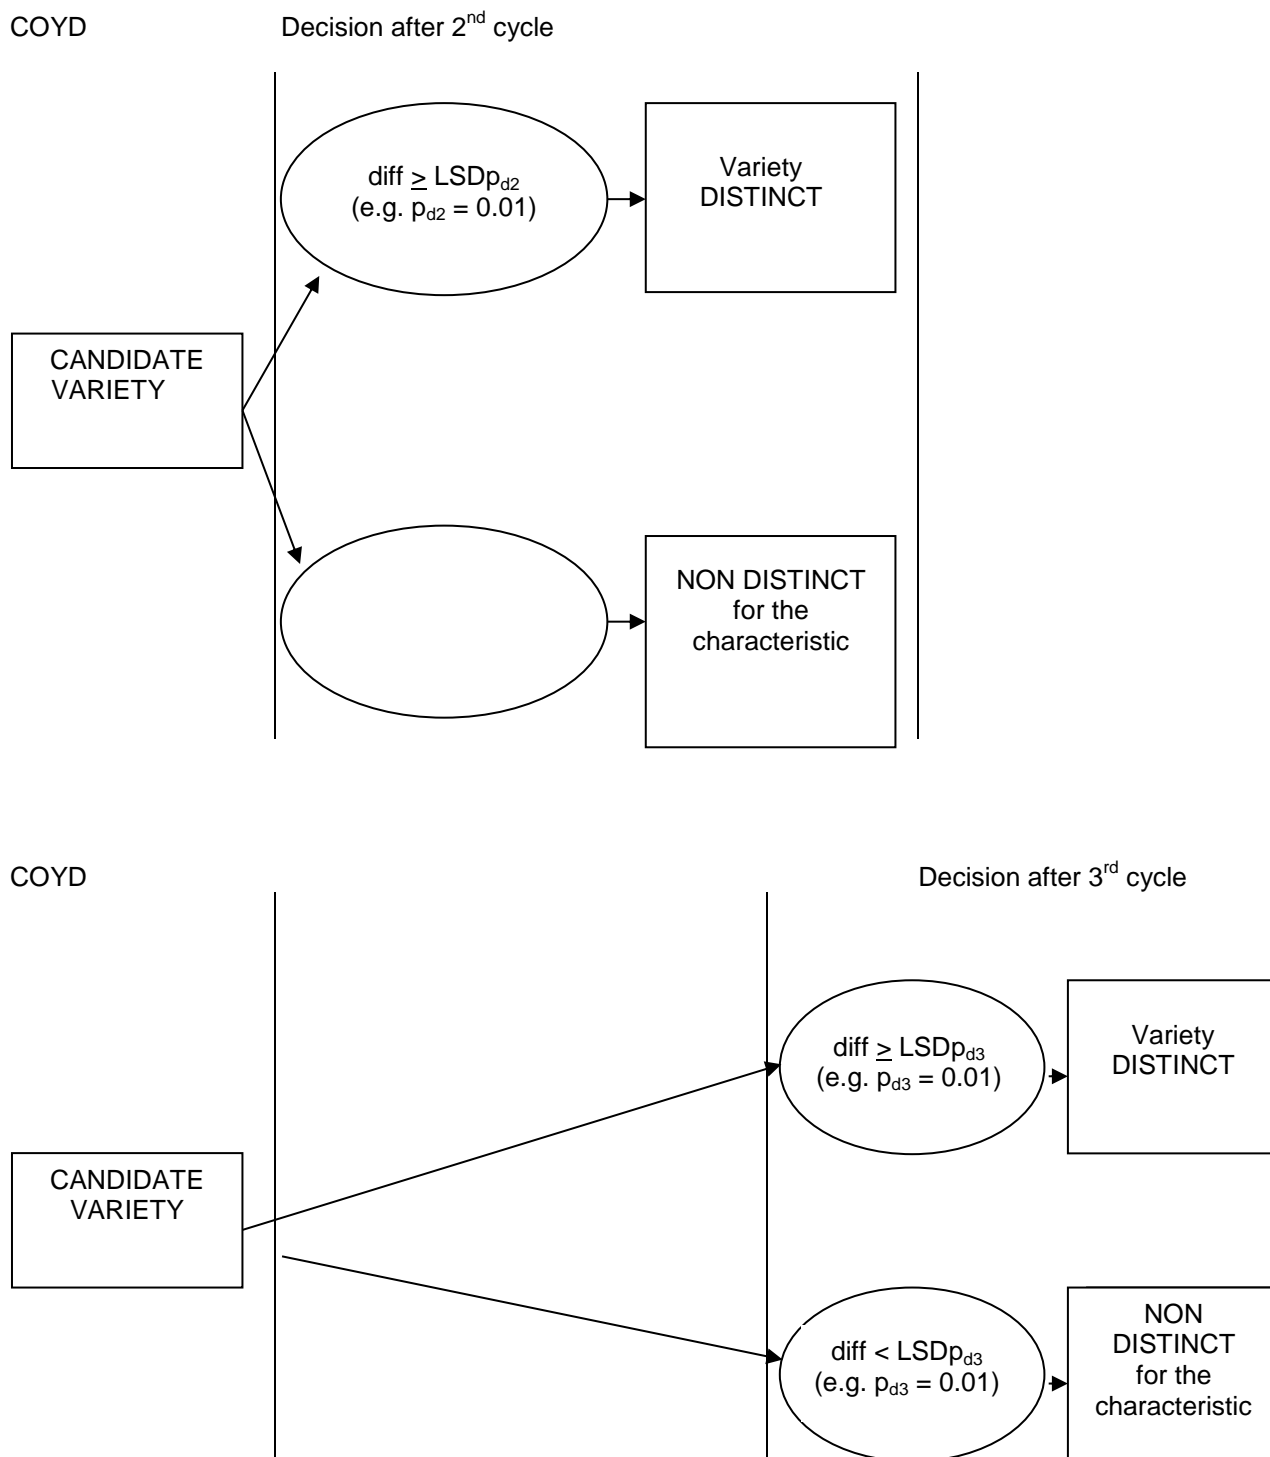 COYD
Decision after 2nd cycle
diff ≥ LSDpd2
(e.g. pd2 = 0.01)
Variety
DISTINCT
CANDIDATE
VARIETY
NON DISTINCT
for the
characteristic
COYD
Decision after 3rd cycle
diff ≥ LSDpd3
(e.g. pd3 = 0.01)
Variety
DISTINCT
CANDIDATE
VARIETY
diff < LSDpd3
(e.g. pd3 = 0.01)
NON
DISTINCT
for the
characteristic